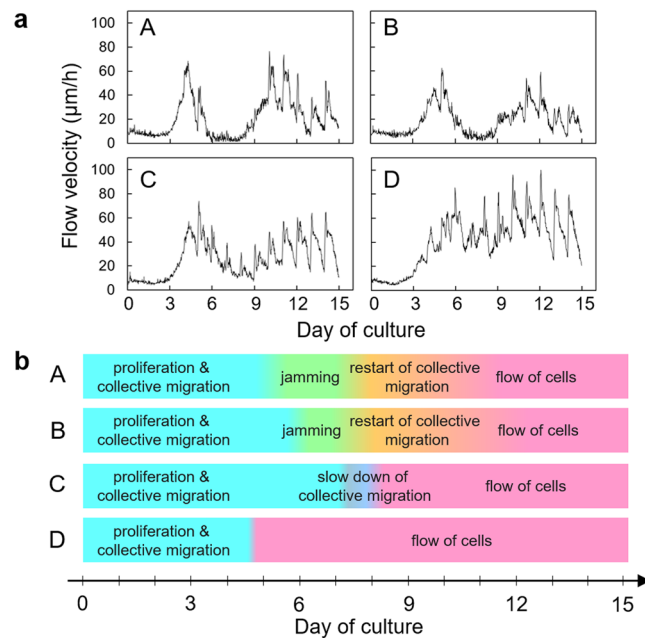 a
A
B
100
80
60
40
20
0
C
D
100
80
60
40
20
0
Flow velocity (µm/h)
0 3 6 9 12 15
0 3 6 9 12 15
Day of culture
b
A
proliferation &
collective migration
jamming
restart of collective
migration
flow of cells
B
proliferation &
collective migration
jamming
restart of collective
migration
flow of cells
C
proliferation &
collective migration
slow down of
collective migration
flow of cells
D
proliferation &
collective migration
flow of cells
0 3 6 9 12 15
Day of culture